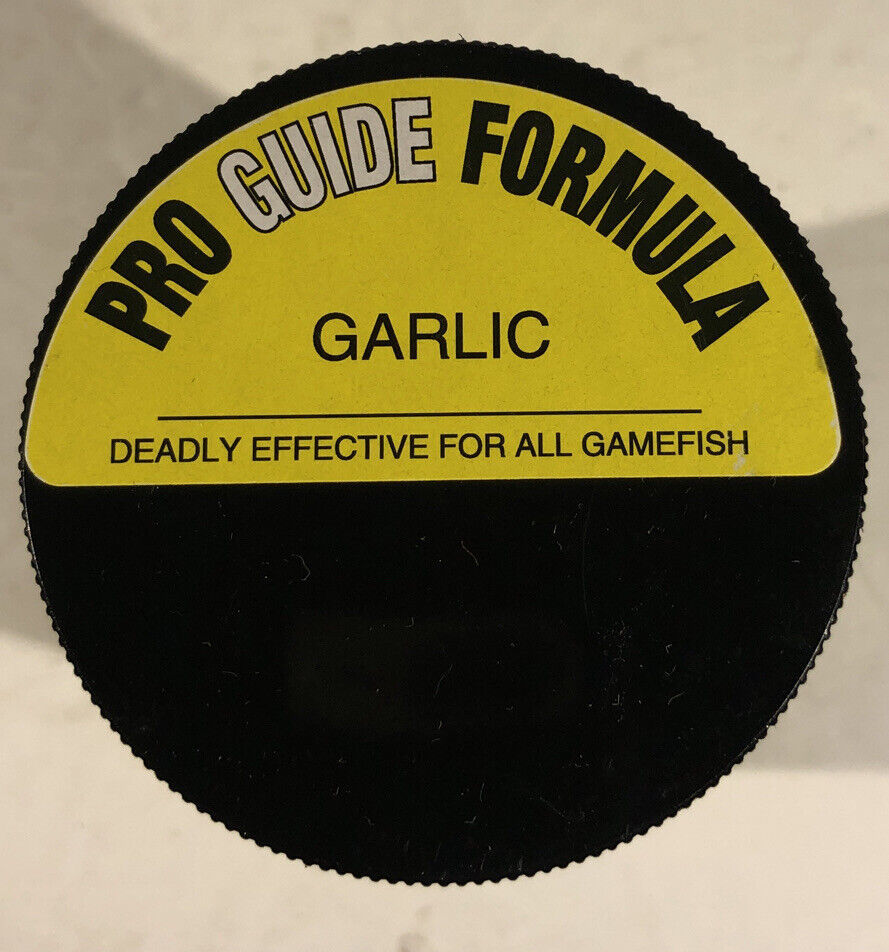 PRO GUIDE FORMULA
GARLIC
DEADLY EFFECTIVE FOR ALL GAMEFISH